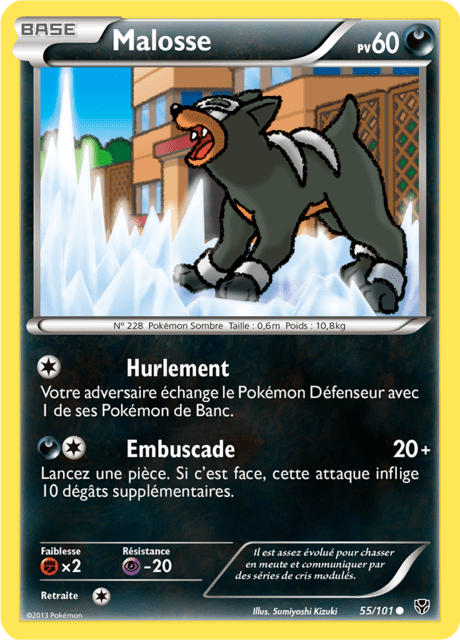 BASE
Malosse
PV60
N° 228 Pokémon Sombre Taille : 0,6m Poids : 10,8kg
Hurlement
Votre adversaire échange le Pokémon Défenseur avec
1 de ses Pokémon de Banc.
Embuscade 20+
Lancez une pièce. Si c'est face, cette attaque inflige
10 dégâts supplémentaires.
Faiblesse
×2
Résistance
-20
Retraite
Il est assez évolué pour chasser
en meute et communiquer par
des séries de cris modulés.
Illus. Sumiyoshi Kizuki
©2013 Pokémon
55/101